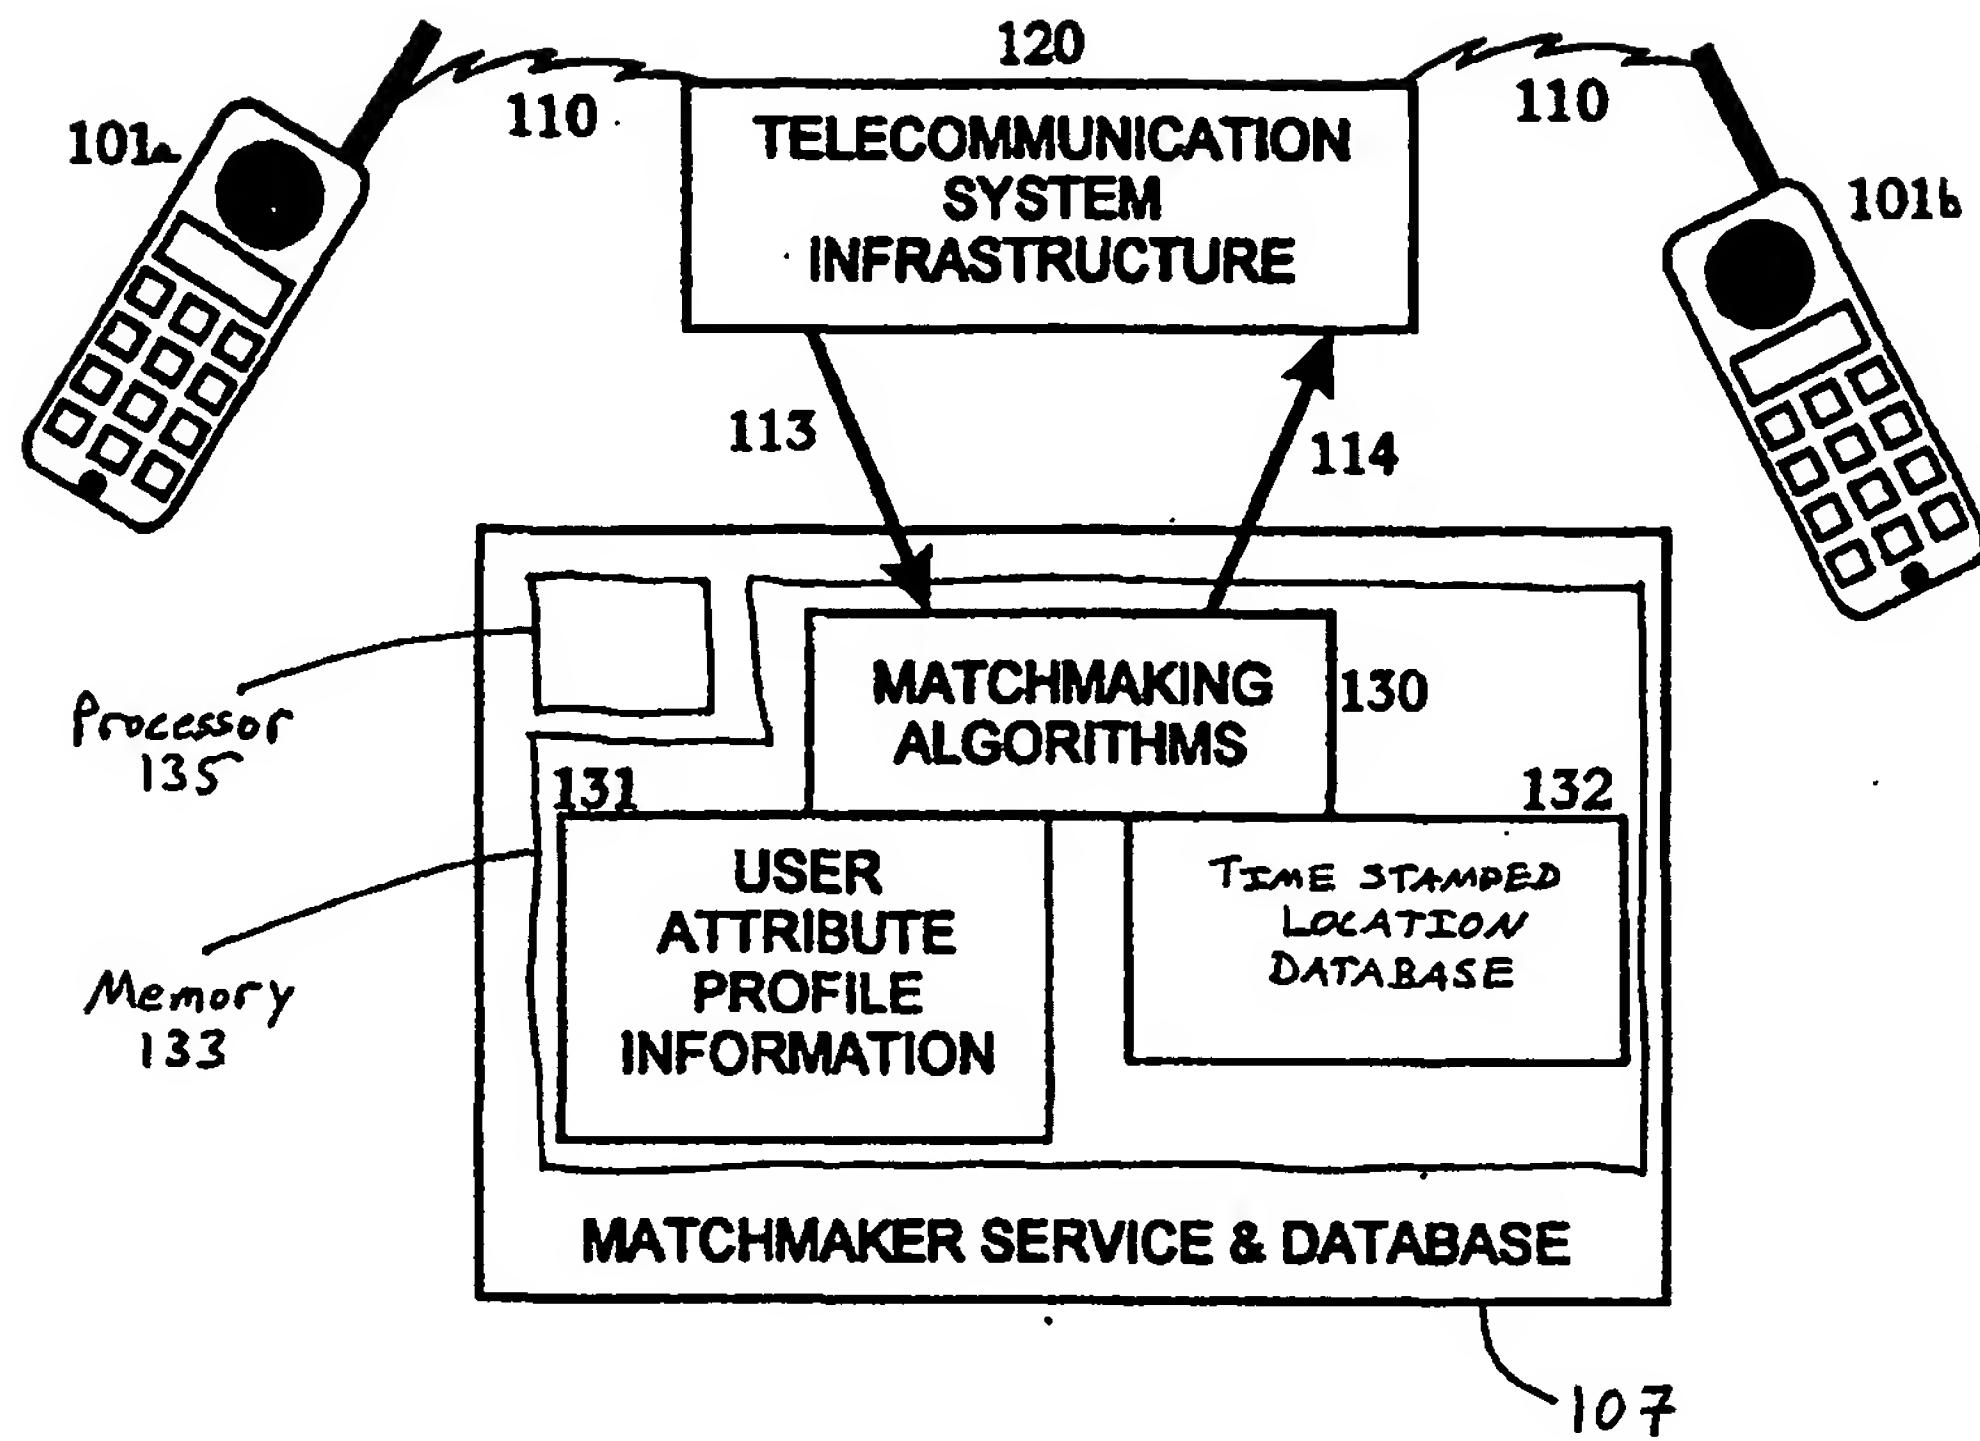 120
110
110
101a
101b
TELECOMMUNICATION
SYSTEM
INFRASTRUCTURE
113
114
MATCHMAKING
ALGORITHMS
130
Processor
135
131
132
USER
ATTRIBUTE
PROFILE
INFORMATION
TIME STAMPED
LOCATION
DATABASE
Memory
133
MATCHMAKER SERVICE & DATABASE
107